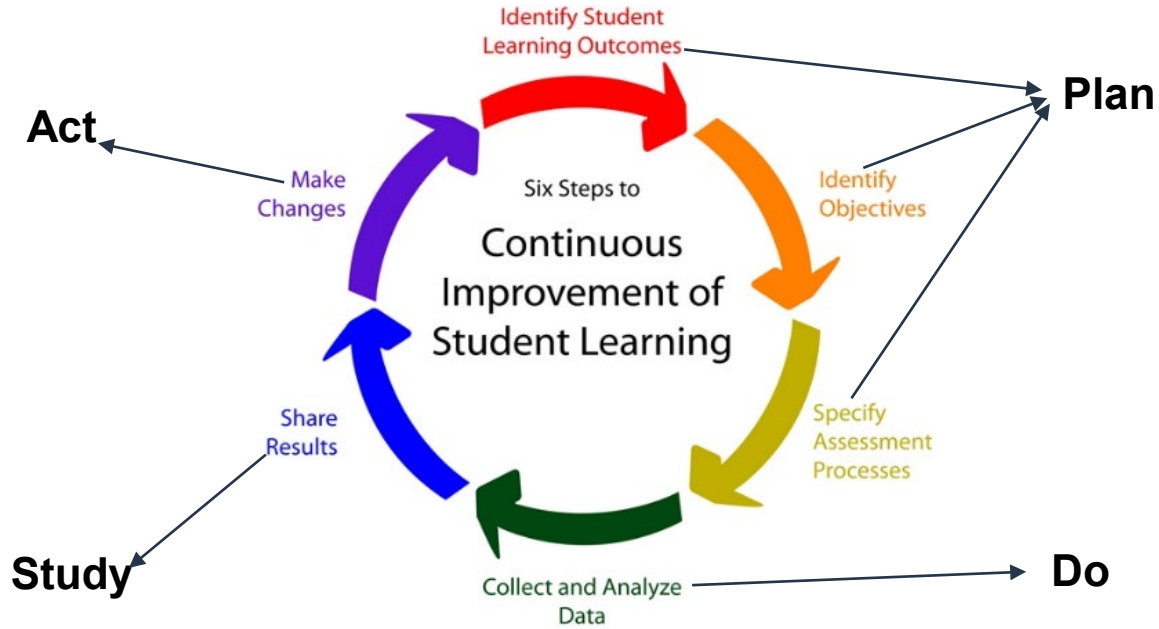 Identify Student
Learning Outcomes
Plan
Act
Make
Changes
Six Steps to
Identify
Objectives
Continuous
Improvement of
Student Learning
Share
Results
Specify
Assessment
Processes
Study
Collect and Analyze
Data
Do